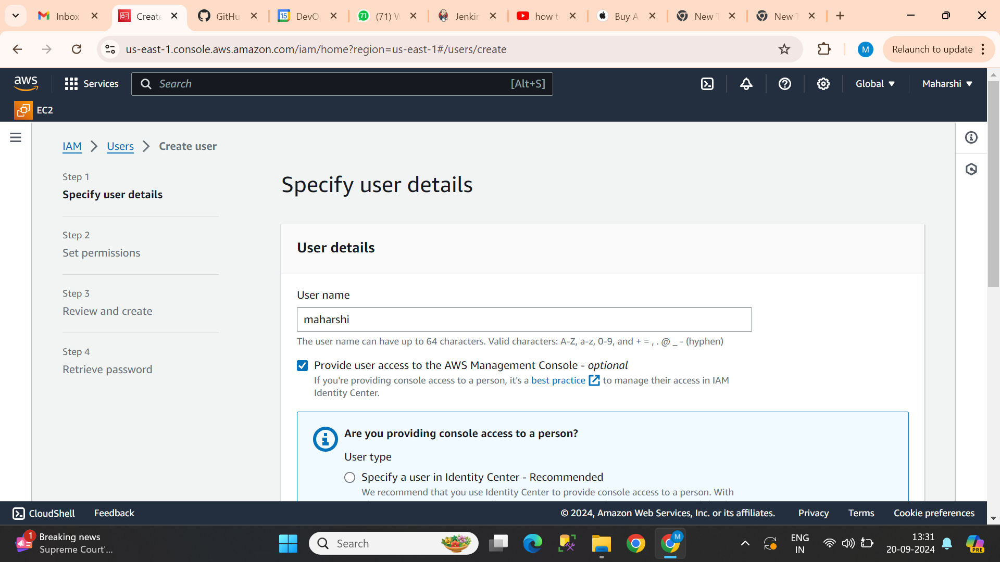 Inbox
Create
GitHu
15
DevO
71
(71) W
Jenkin
how t
Buy A
New T
New T
us-east-1.console.aws.amazon.com/iam/home?region=us-east-1#/users/create
M
Relaunch to update
aws
Services
Search
[Alt+S]
Global
Maharshi
EC2
IAM
Users
Create user
Step 1
Specify user details
Step 2
Set permissions
Step 3
Review and create
Step 4
Retrieve password
Specify user details
User details
User name
maharshi
The user name can have up to 64 characters. Valid characters: A-Z, a-z, 0-9, and + = , . @ _ - (hyphen)
Provide user access to the AWS Management Console - optional
If you're providing console access to a person, it's a best practice to manage their access in IAM
Identity Center.
Are you providing console access to a person?
User type
Specify a user in Identity Center - Recommended
We recommend that you use Identity Center to provide console access to a person. With
CloudShell
Feedback
© 2024, Amazon Web Services, Inc. or its affiliates.
Privacy
Terms
Cookie preferences
1
Breaking news
Supreme Court'...
Search
M
ENG
IN
13:31
20-09-2024
PRE